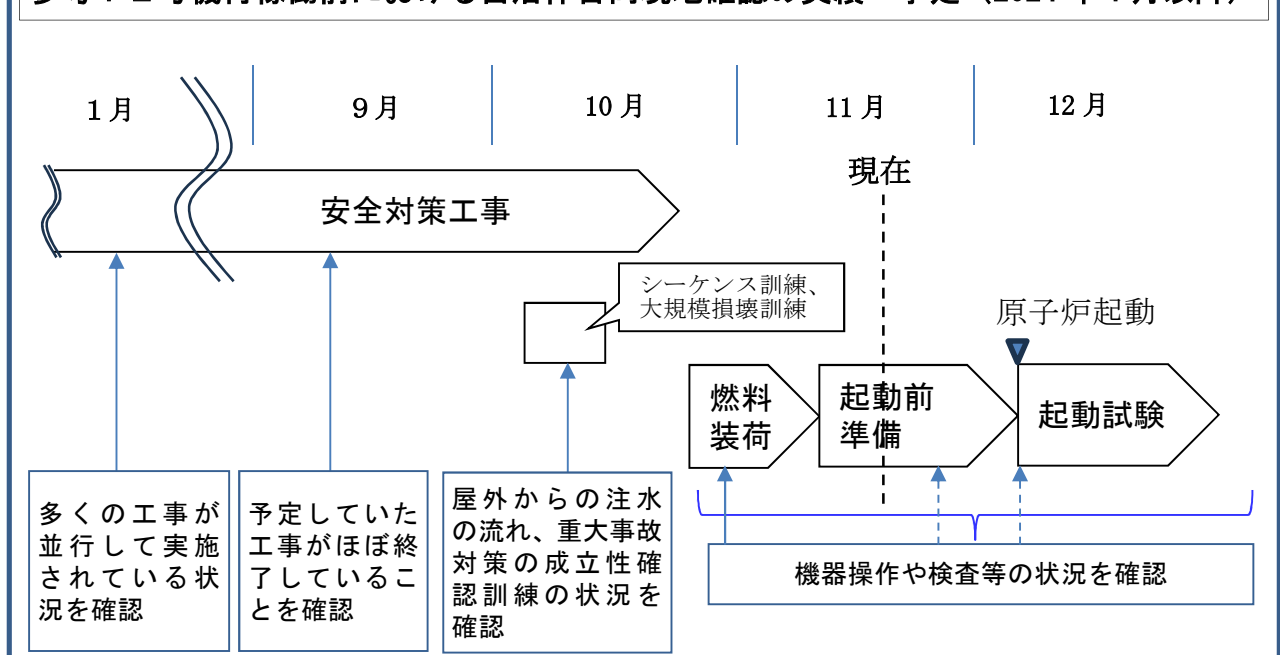 1月
9月
10月
11月
12月
現在
安全対策工事
シーケンス訓練、
大規模損壊訓練
原子炉起動
燃料
装荷
起動前
準備
起動試験
多くの工事が
並行して実施
されている状
況を確認
予定していた
工事がほぼ終
了しているこ
とを確認
屋外からの注水
の流れ、重大事故
対策の成立性確
認訓練の状況を
確認
機器操作や検査等の状況を確認